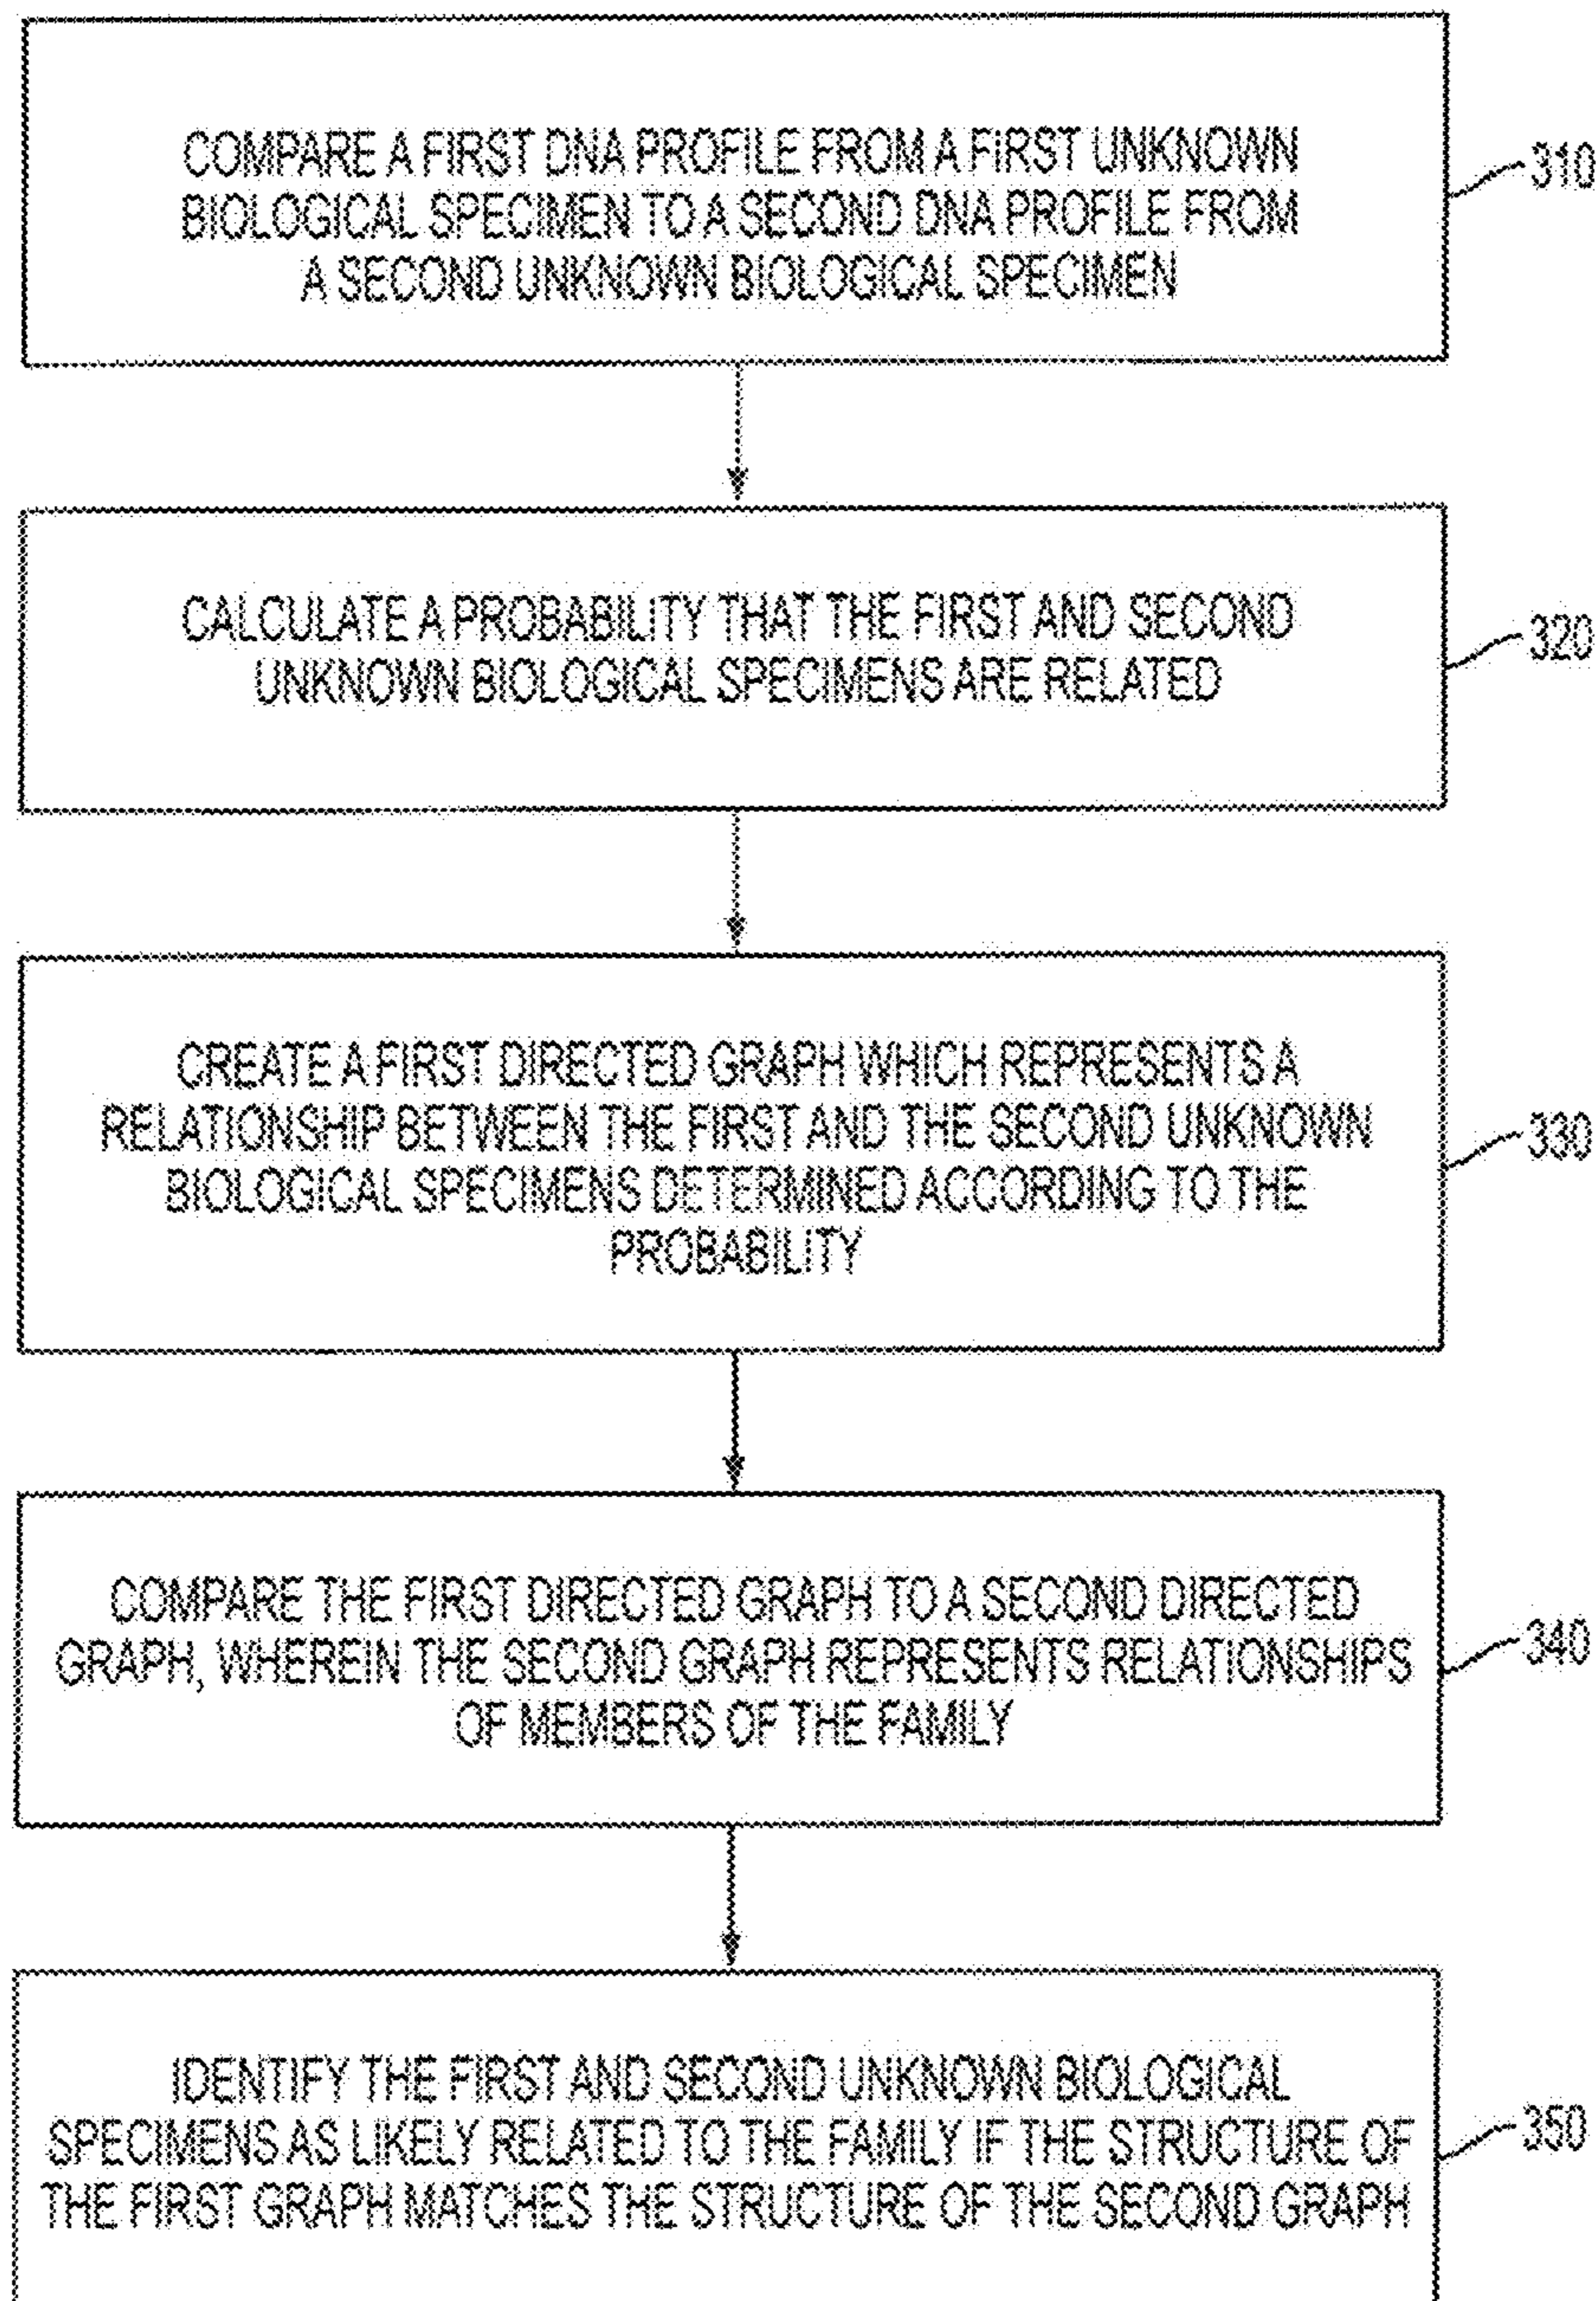 COMPARE A FIRST DNA PROFILE FROM A FIRST UNKNOWN
BIOLOGICAL SPECIMEN TO A SECOND DNA PROFILE FROM
A SECOND UNKNOWN BIOLOGICAL SPECIMEN
310
CALCULATE A PROBABILITY THAT THE FIRST AND SECOND
UNKNOWN BIOLOGICAL SPECIMENS ARE RELATED
320
CREATE A FIRST DIRECTED GRAPH WHICH REPRESENTS A
RELATIONSHIP BETWEEN THE FIRST AND THE SECOND UNKNOWN
BIOLOGICAL SPECIMENS DETERMINED ACCORDING TO THE
PROBABILITY
330
COMPARE THE FIRST DIRECTED GRAPH TO A SECOND DIRECTED
GRAPH, WHEREIN THE SECOND GRAPH REPRESENTS RELATIONSHIPS
OF MEMBERS OF THE FAMILY
340
IDENTIFY THE FIRST AND SECOND UNKNOWN BIOLOGICAL
SPECIMENS AS LIKELY RELATED TO THE FAMILY IF THE STRUCTURE OF
THE FIRST GRAPH MATCHES THE STRUCTURE OF THE SECOND GRAPH
350